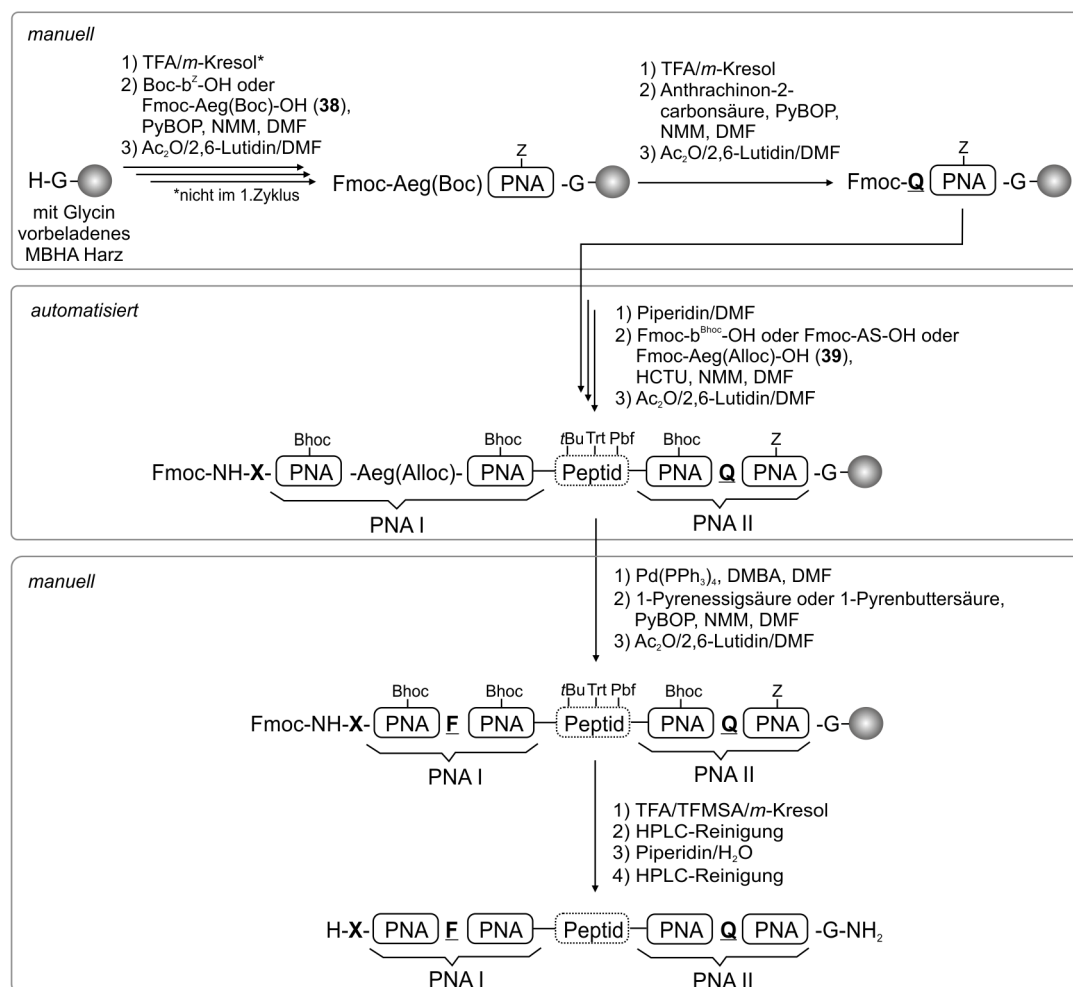 manuell
1) TFA/m-Kresol*
2) Boc-bᶻ-OH oder
Fmoc-Aeg(Boc)-OH (38),
PyBOP, NMM, DMF
3) Ac₂O/2,6-Lutidin/DMF
*nicht im 1.Zyklus
H-G
mit Glycin
vorbeladenes
MBHA Harz
Z
Fmoc-Aeg(Boc) PNA -G
1) TFA/m-Kresol
2) Anthrachinon-2-
carbonsäure, PyBOP,
NMM, DMF
3) Ac₂O/2,6-Lutidin/DMF
Z
Fmoc-Q PNA -G
automatisiert
1) Piperidin/DMF
2) Fmoc-bᴮʰᵒᶜ-OH oder Fmoc-AS-OH oder
Fmoc-Aeg(Alloc)-OH (39),
HCTU, NMM, DMF
3) Ac₂O/2,6-Lutidin/DMF
Bhoc Bhoc tBu Trt Pbf Bhoc Z
Fmoc-NH-X- PNA -Aeg(Alloc)- PNA Peptid PNA Q PNA -G
PNA I PNA II
manuell
1) Pd(PPh₃)₄, DMBA, DMF
2) 1-Pyrenessigsäure oder 1-Pyrenbuttersäure,
PyBOP, NMM, DMF
3) Ac₂O/2,6-Lutidin/DMF
Bhoc Bhoc tBu Trt Pbf Bhoc Z
Fmoc-NH-X- PNA F PNA Peptid PNA Q PNA -G
PNA I PNA II
1) TFA/TFMSA/m-Kresol
2) HPLC-Reinigung
3) Piperidin/H₂O
4) HPLC-Reinigung
H-X- PNA F PNA Peptid PNA Q PNA -G-NH₂
PNA I PNA II